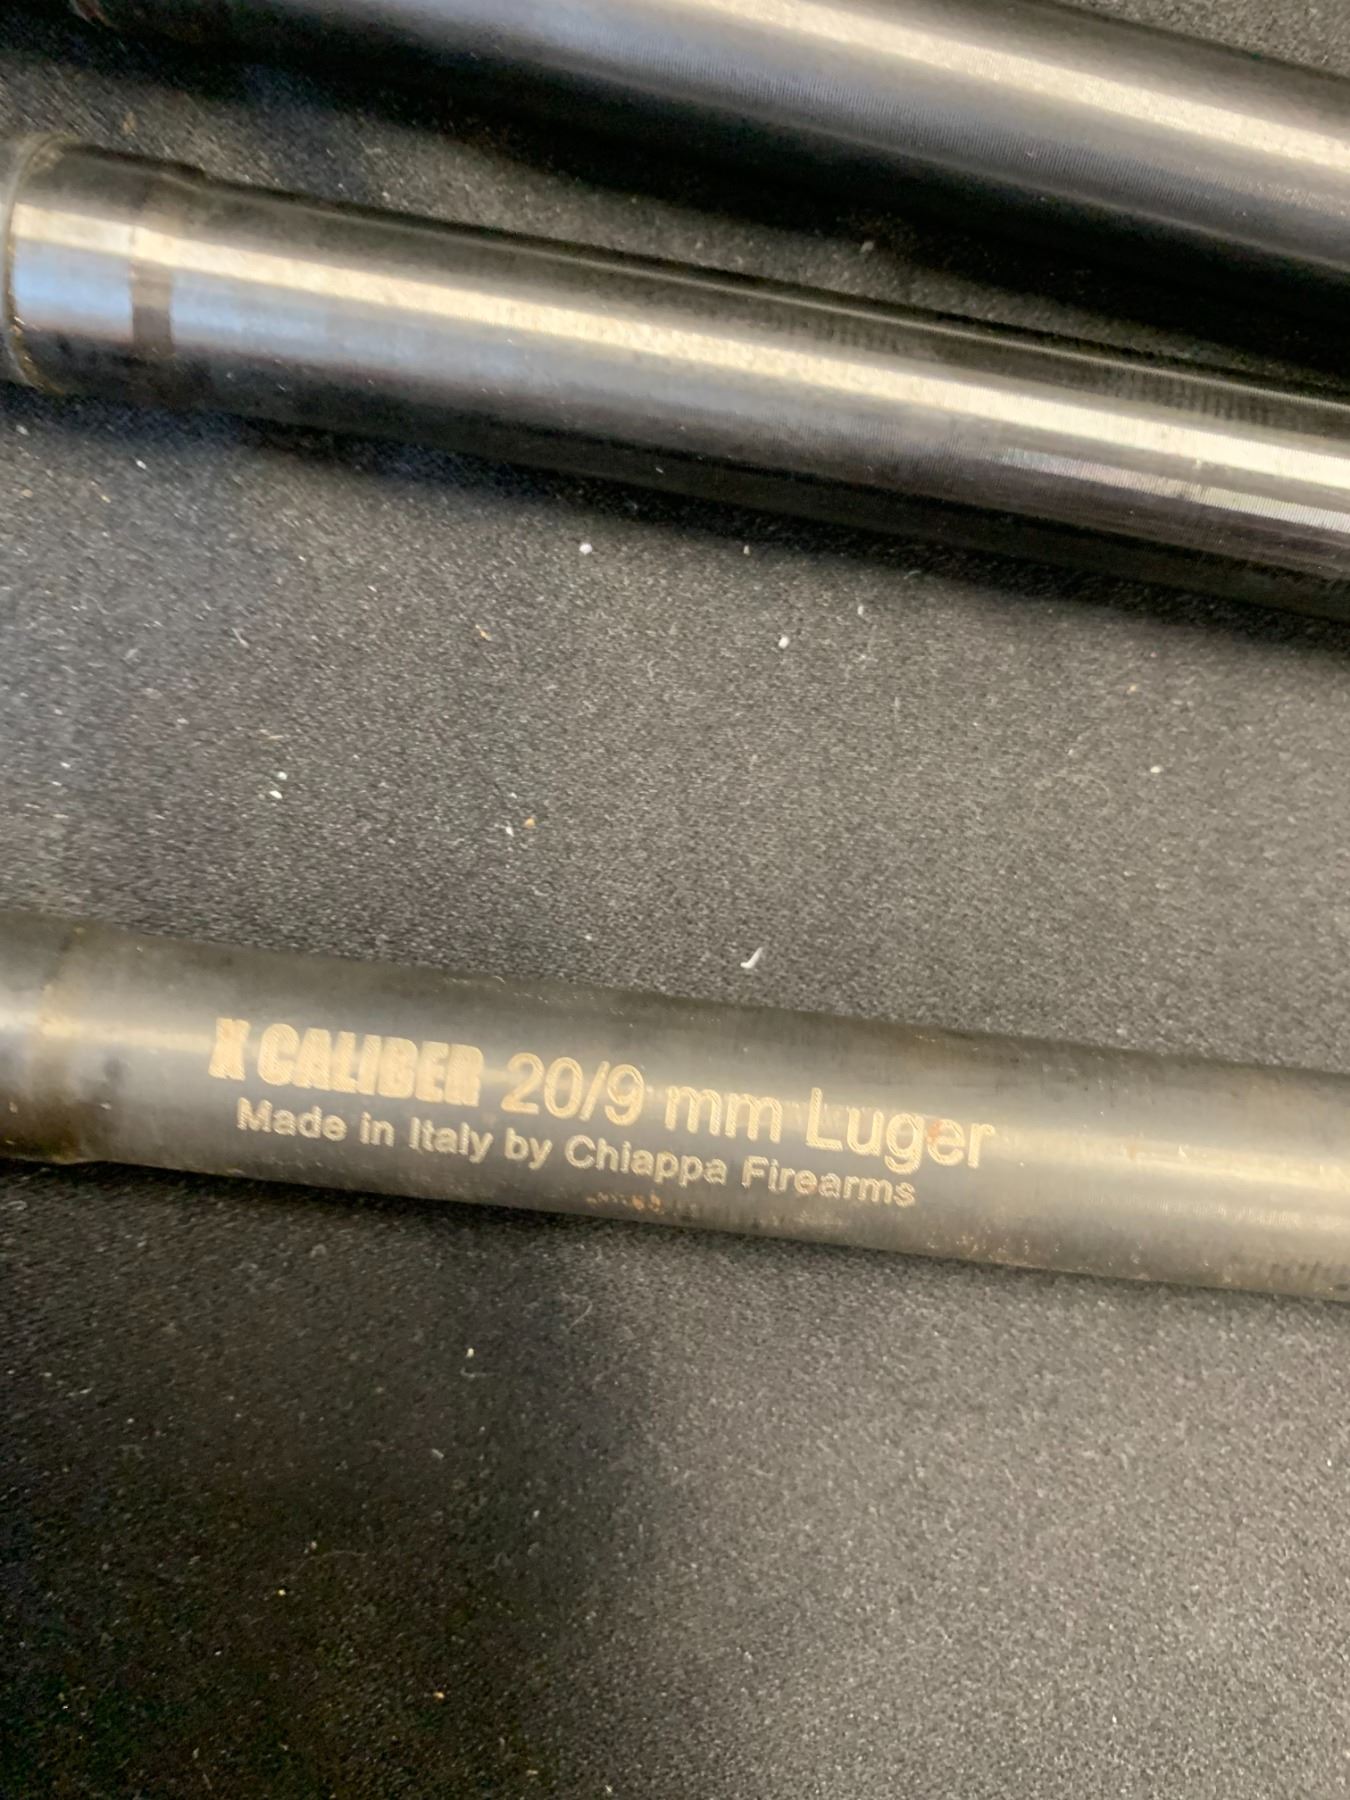 X CALIBER 20/9 mm Luger
Made in Italy by Chiappa Firearms